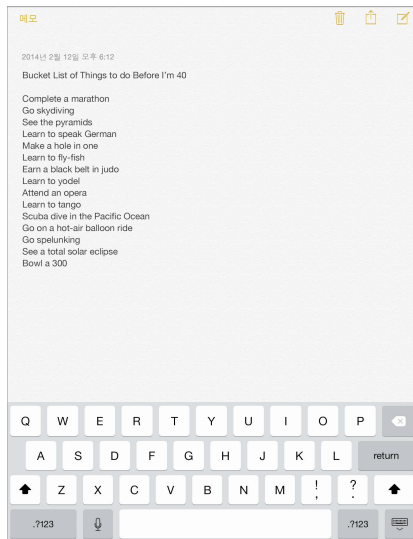 메모
2014년 2월 12일 오후 6:12
Bucket List of Things to do Before I'm 40
Complete a marathon
Go skydiving
See the pyramids
Learn to speak German
Make a hole in one
Learn to fly-fish
Earn a black belt in judo
Learn to yodel
Attend an opera
Learn to tango
Scuba dive in the Pacific Ocean
Go on a hot-air balloon ride
Go spelunking
See a total solar eclipse
Bowl a 300
Q W E R T Y U I O P
A S D F G H J K L return
Z X C V B N M ! , ? .
.?123 .?123